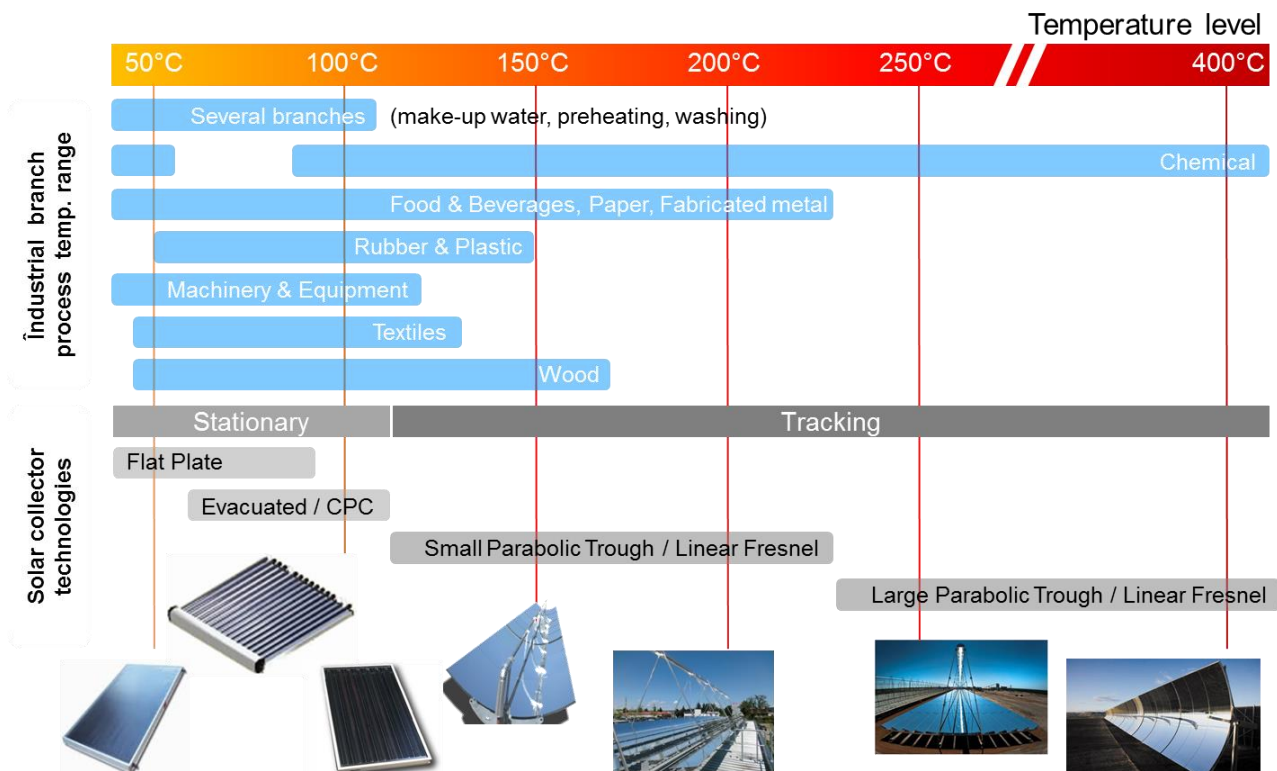 Temperature level
50°C 100°C 150°C 200°C 250°C 400°C
Îndustrial branch
process temp. range
Several branches (make-up water, preheating, washing)
Chemical
Food & Beverages, Paper, Fabricated metal
Rubber & Plastic
Machinery & Equipment
Textiles
Wood
Solar collector
technologies
Stationary Tracking
Flat Plate
Evacuated / CPC
Small Parabolic Trough / Linear Fresnel
Large Parabolic Trough / Linear Fresnel